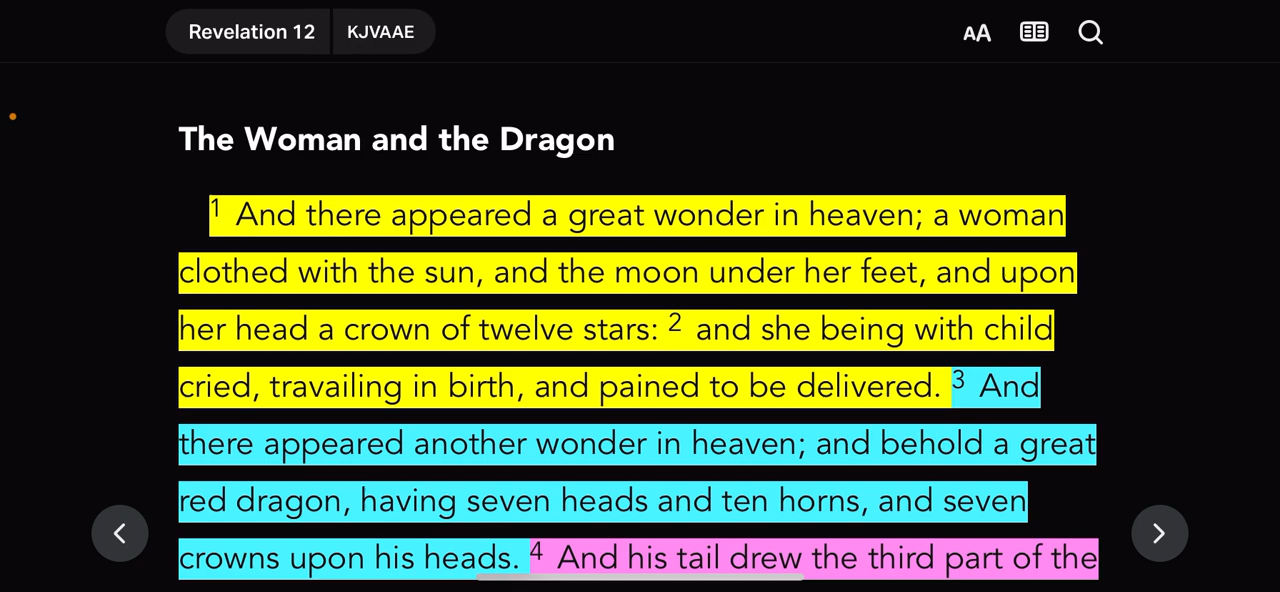 Revelation 12 KJVAAE AA
The Woman and the Dragon
1 And there appeared a great wonder in heaven; a woman
clothed with the sun, and the moon under her feet, and upon
her head a crown of twelve stars: 2 and she being with child
cried, travailing in birth, and pained to be delivered. 3 And
there appeared another wonder in heaven; and behold a great
red dragon, having seven heads and ten horns, and seven
crowns upon his heads. 4 And his tail drew the third part of the